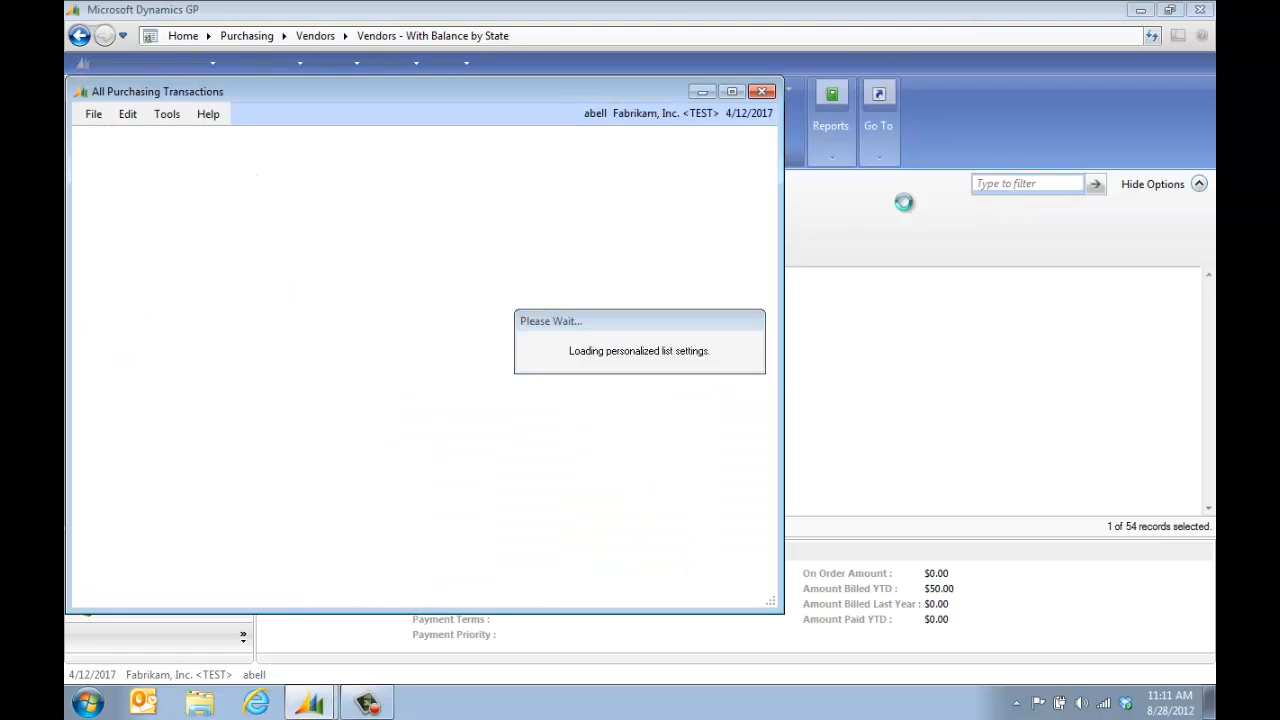 Microsoft Dynamics GP
Home Purchasing Vendors Vendors - With Balance by State
All Purchasing Transactions
File Edit Tools Help
abell Fabrikam, Inc. <TEST> 4/12/2017
Reports
Go To
Type to filter
Hide Options
Please Wait...
Loading personalized list settings.
1 of 54 records selected.
On Order Amount : $0.00
Amount Billed YTD : $50.00
Amount Billed Last Year : $0.00
Payment Terms :
Amount Paid YTD : $0.00
Payment Priority :
4/12/2017 Fabrikam, Inc. <TEST> abell
11:11 AM
8/28/2012